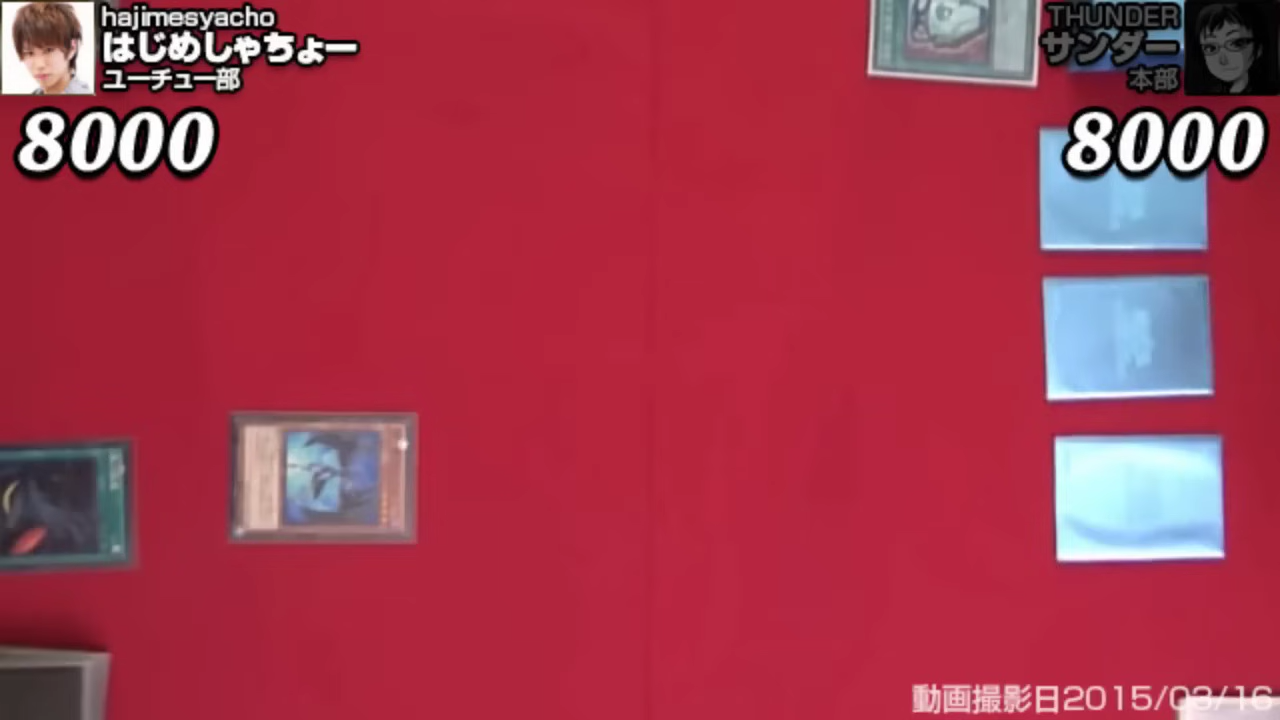 hajimesyacho
はじめしゃちょー
ユーチュー部
8000
THUNDER
サンダー
本部
8000
動画撮影日2015/03/16